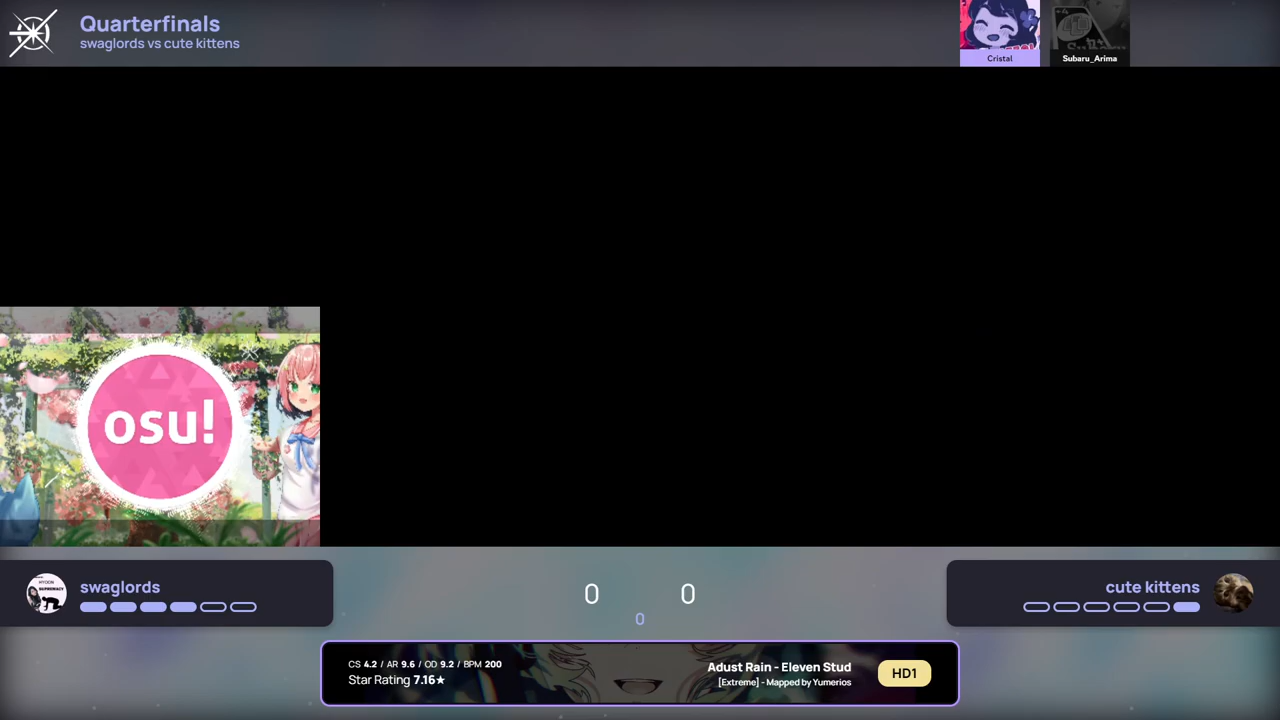 Quarterfinals
swaglords vs cute kittens
Cristal
Subaru_Arima
osu!
swaglords
0
0
0
cute kittens
CS 4.2 / AR 9.6 / OD 9.2 / BPM 200
Star Rating 7.16★
Adust Rain - Eleven Stud
[Extreme] - Mapped by Yumerios
HD1